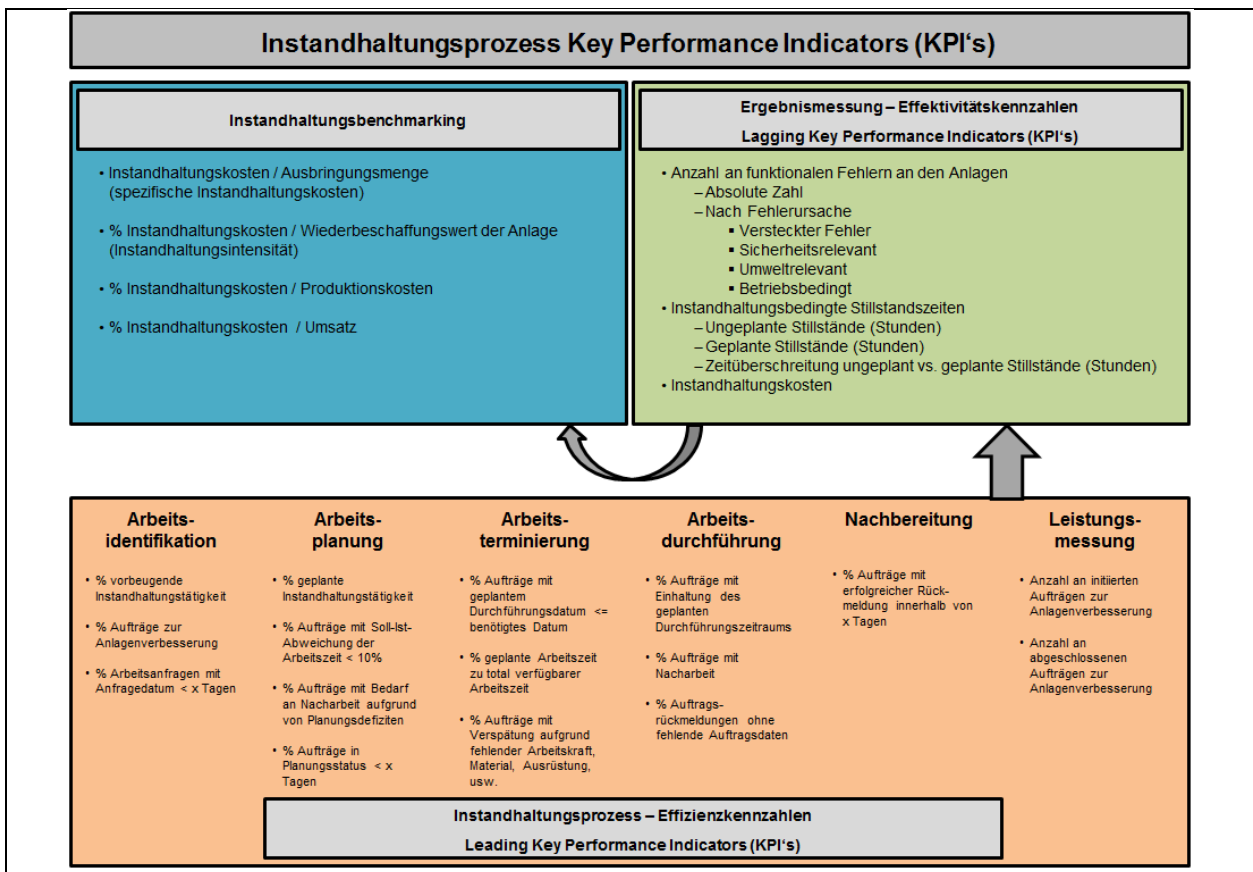 Instandhaltungsprozess Key Performance Indicators (KPI‘s)
Instandhaltungsbenchmarking
• Instandhaltungskosten / Ausbringungsmenge
(spezifische Instandhaltungskosten)
• % Instandhaltungskosten / Wiederbeschaffungswert der Anlage
(Instandhaltungsintensität)
• % Instandhaltungskosten / Produktionskosten
• % Instandhaltungskosten / Umsatz
Ergebnismessung – Effektivitätskennzahlen
Lagging Key Performance Indicators (KPI‘s)
• Anzahl an funktionalen Fehlern an den Anlagen
– Absolute Zahl
– Nach Fehlerursache
▪ Versteckter Fehler
▪ Sicherheitsrelevant
▪ Umweltrelevant
▪ Betriebsbedingt
• Instandhaltungsbedingte Stillstandszeiten
– Ungeplante Stillstände (Stunden)
– Geplante Stillstände (Stunden)
– Zeitüberschreitung ungeplant vs. geplante Stillstände (Stunden)
• Instandhaltungskosten
Arbeits-
identifikation
• % vorbeugende
Instandhaltungstätigkeit
• % Aufträge zur
Anlagenverbesserung
• % Arbeitsanfragen mit
Anfragedatum < x Tagen
Arbeits-
planung
• % geplante
Instandhaltungstätigkeit
• % Aufträge mit Soll-Ist-
Abweichung der
Arbeitszeit < 10%
• % Aufträge mit Bedarf
an Nacharbeit aufgrund
von Planungsdefiziten
• % Aufträge in
Planungsstatus < x
Tagen
Arbeits-
terminierung
• % Aufträge mit
geplantem
Durchführungsdatum <=
benötigtes Datum
• % geplante Arbeitszeit
zu total verfügbarer
Arbeitszeit
• % Aufträge mit
Verspätung aufgrund
fehlender Arbeitskraft,
Material, Ausrüstung,
usw.
Arbeits-
durchführung
• % Aufträge mit
Einhaltung des
geplanten
Durchführungszeitraums
• % Aufträge mit
Nacharbeit
• % Auftrags-
rückmeldungen ohne
fehlende Auftragsdaten
Nachbereitung
• % Aufträge mit
erfolgreicher Rück-
meldung innerhalb von
x Tagen
Leistungs-
messung
• Anzahl an initiierten
Aufträgen zur
Anlagenverbesserung
• Anzahl an
abgeschlossenen
Aufträgen zur
Anlagenverbesserung
Instandhaltungsprozess – Effizienzkennzahlen
Leading Key Performance Indicators (KPI‘s)